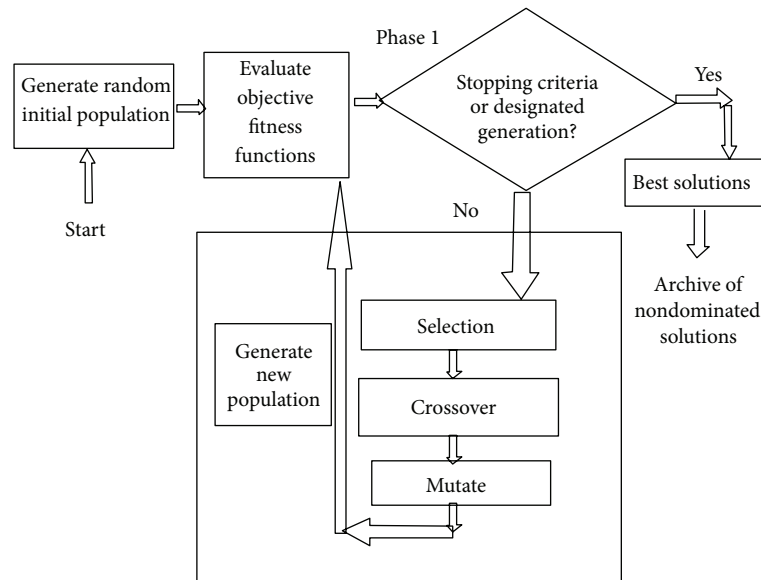 Phase 1
Generate random
initial population
Evaluate
objective
fitness
functions
Stopping criteria
or designated
generation?
Yes
Best solutions
Start
No
Archive of
nondominated
solutions
Selection
Generate
new
population
Crossover
Mutate